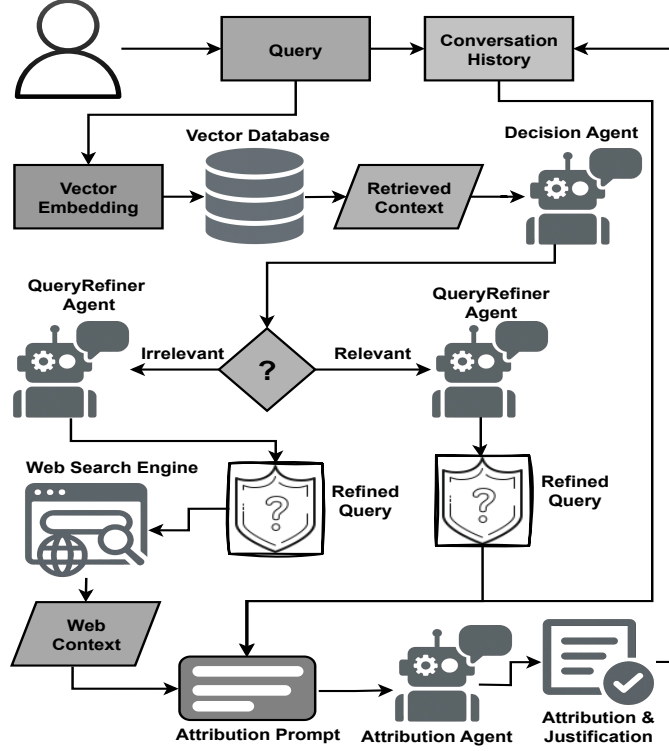 Query
Conversation
History
Vector Database
Decision Agent
Vector
Embedding
Retrieved
Context
QueryRefiner
Agent
QueryRefiner
Agent
Irrelevant
?
Relevant
Web Search Engine
?
Refined
Query
?
Refined
Query
Web
Context
Attribution Prompt
Attribution Agent
Attribution &
Justification